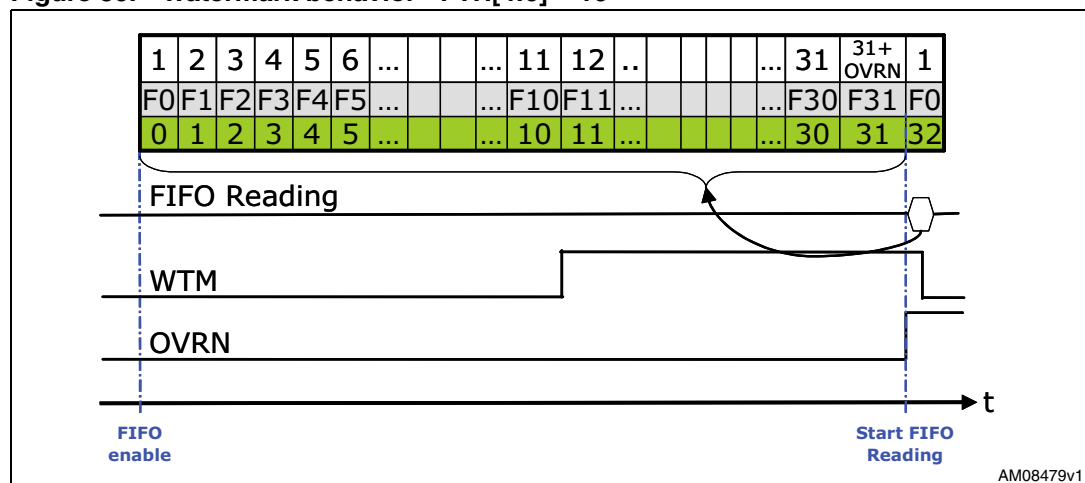 1 2 3 4 5 6 ... ... 11 12 .. ... 31 31+ OVRN 1
F0 F1 F2 F3 F4 F5 ... ... F10 F11 ... ... F30 F31 F0
0 1 2 3 4 5 ... ... 10 11 ... ... 30 31 32
FIFO Reading
WTM
OVRN
t
FIFO enable
Start FIFO Reading
AM08479v1